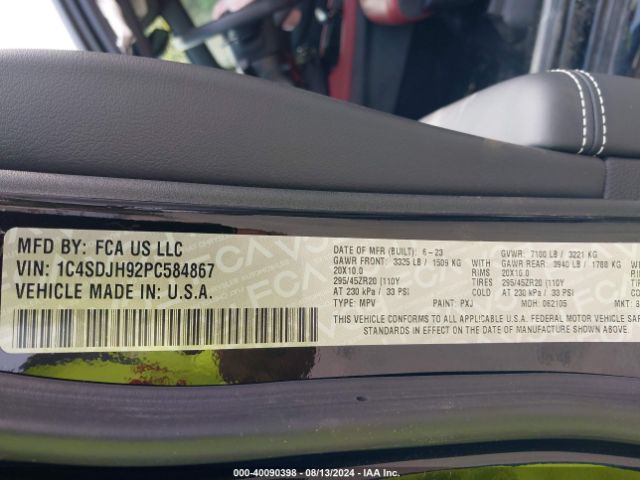 MFD BY: FCA US LLC
VIN: 1C4SDJH92PC584867
VEHICLE MADE IN: U.S.A.
DATE OF MFR (BUILT): 6-23 GVWR: 7100 LB / 3221 KG
GAWR FRONT: 3325 LB / 1509 KG WITH GAWR REAR: 3940 LB / 1788 KG
20X10.0 RIMS 20X10.0
295/45ZR20 (110Y TIRES 295/45ZR20 (110Y
AT 230 kPa / 33 PSI COLD AT 230 kPa / 33 PSI
TYPE: MPV PAINT: PXJ MDH: 062105 MKT:
THIS VEHICLE CONFORMS TO ALL APPLICABLE U.S.A. FEDERAL MOTOR VEHICLE SAF
STANDARDS IN EFFECT ON THE DATE OF MANUFACTURE SHOWN ABOVE
000-40090398 - 08/13/2024 - IAA Inc.